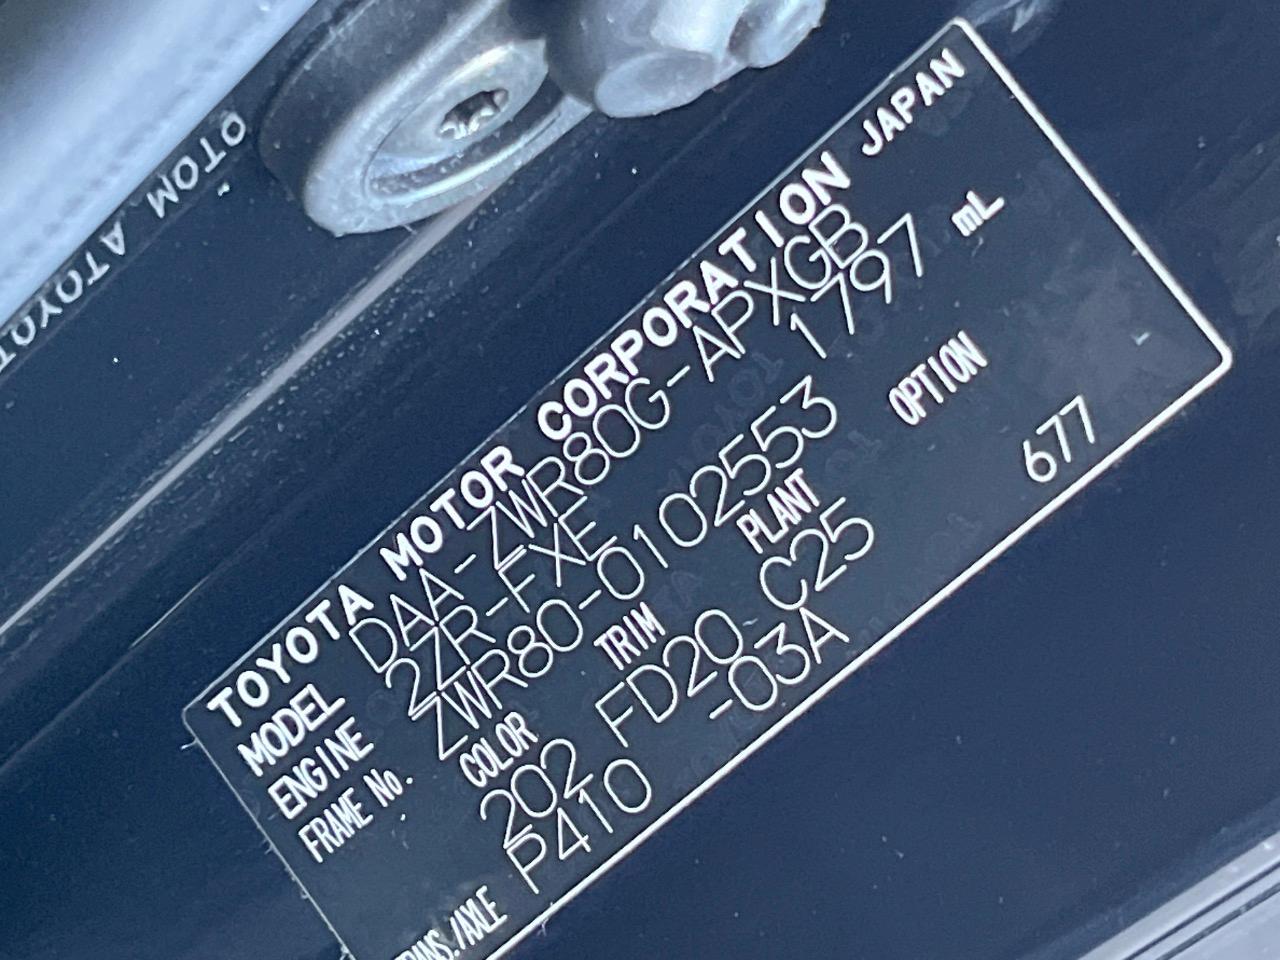 TOYOTA MOTOR CORPORATION JAPAN
MODEL DAA-ZWR80G-APXGB
ENGINE 2ZR-FXE 1797 mL
FRAME No. ZWR80-0102553
COLOR TRIM PLANT OPTION
202 FD20 C25 677
P410 -03A
/AXLE